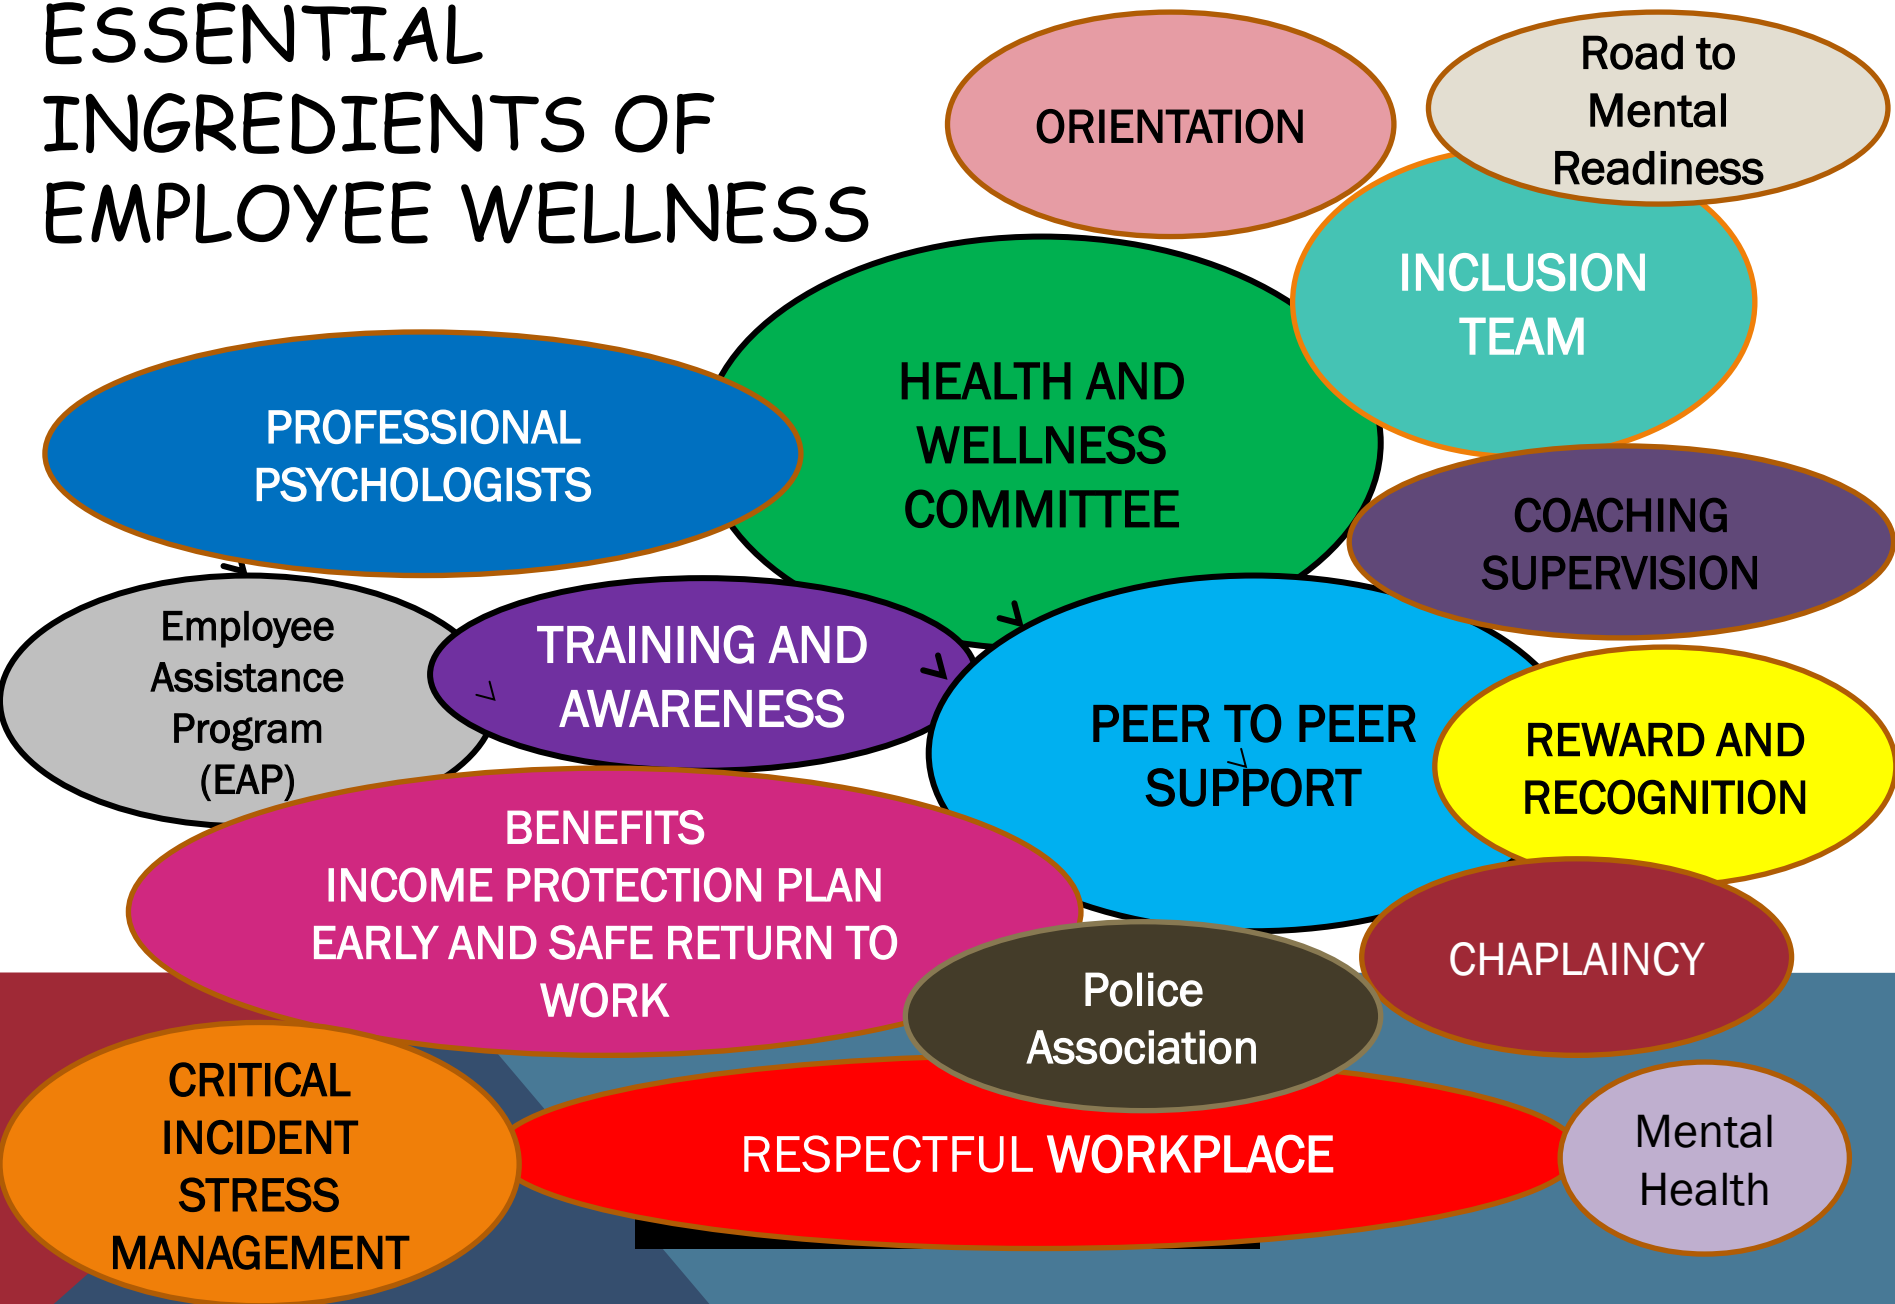 ESSENTIAL
INGREDIENTS OF
EMPLOYEE WELLNESS
ORIENTATION
Road to
Mental
Readiness
INCLUSION
TEAM
HEALTH AND
WELLNESS
COMMITTEE
PROFESSIONAL
PSYCHOLOGISTS
COACHING
SUPERVISION
Employee
Assistance
Program
(EAP)
TRAINING AND
AWARENESS
PEER TO PEER
SUPPORT
REWARD AND
RECOGNITION
BENEFITS
INCOME PROTECTION PLAN
EARLY AND SAFE RETURN TO
WORK
CHAPLAINCY
Police
Association
CRITICAL
INCIDENT
STRESS
MANAGEMENT
RESPECTFUL WORKPLACE
Mental
Health